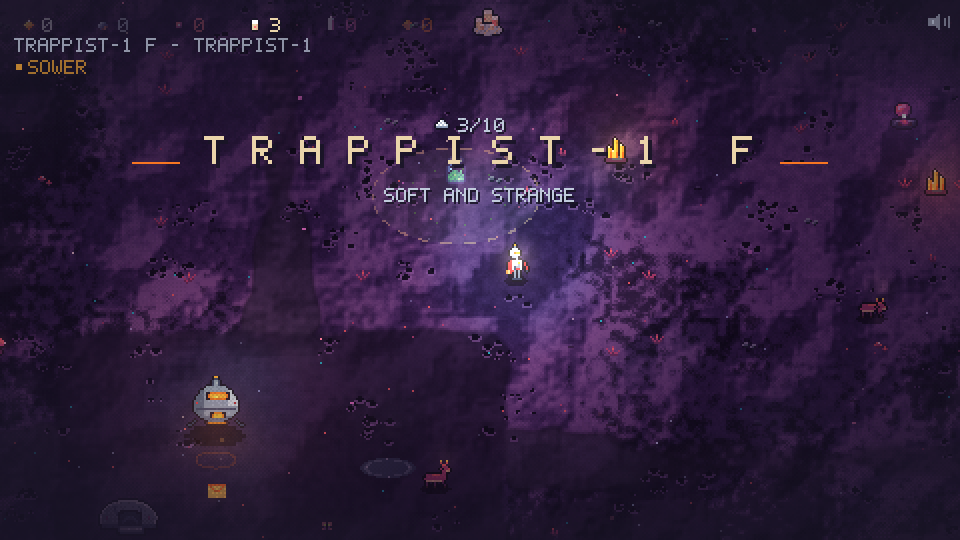 0 0 0 3 0 0
TRAPPIST-1 F - TRAPPIST-1
SOWER
3/10
TRAPPIST-1 F
SOFT AND STRANGE